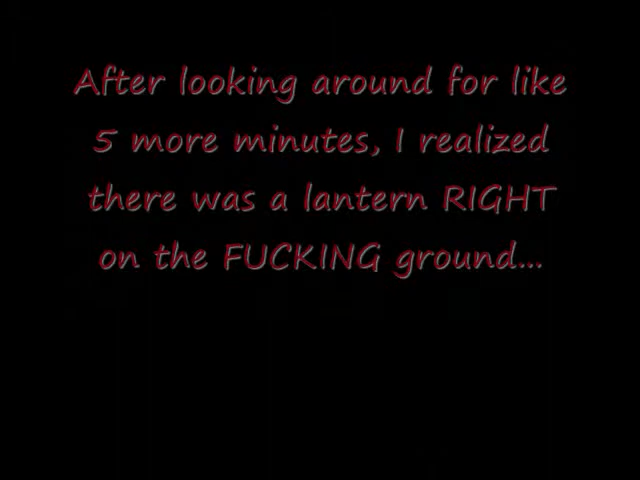 After looking around for like
5 more minutes, I realized
there was a lantern RIGHT
on the FUCKING ground...